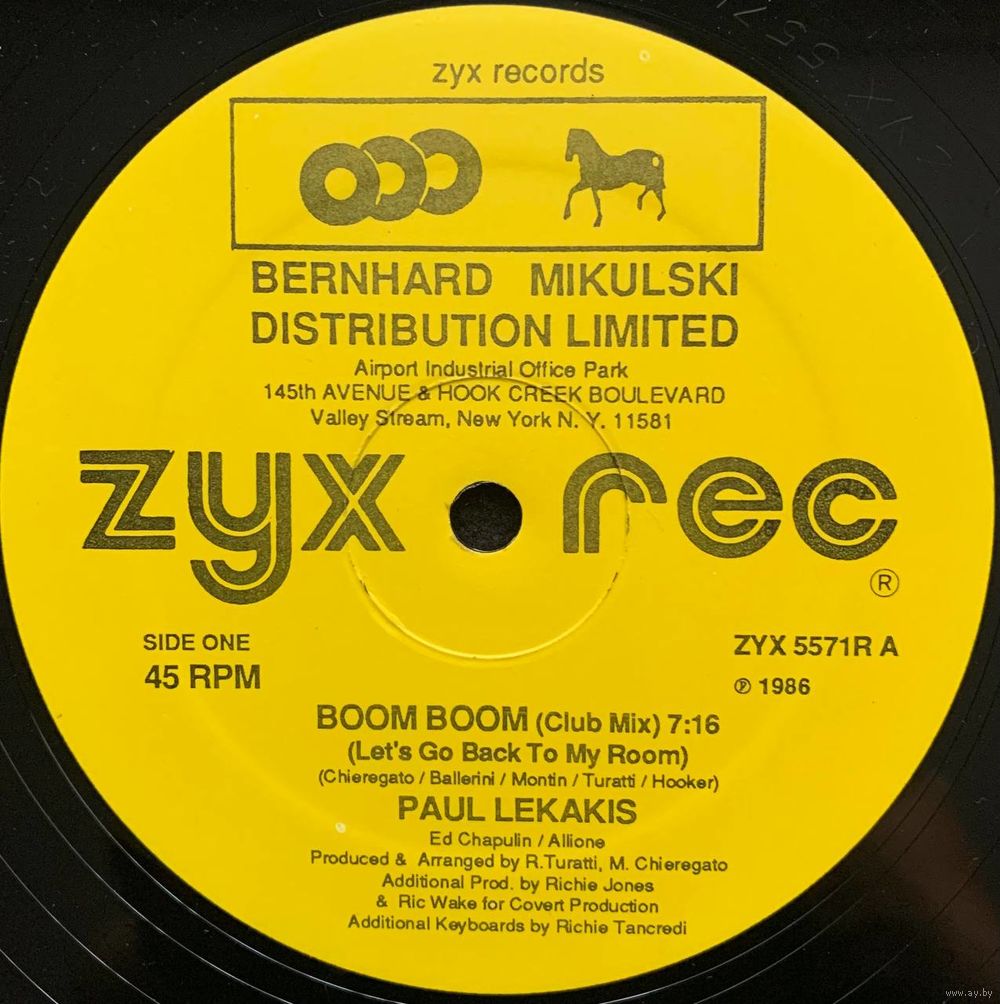 zyx records
BERNHARD MIKULSKI
DISTRIBUTION LIMITED
Airport Industrial Office Park
145th AVENUE & HOOK CREEK BOULEVARD
Valley Stream, New York N. Y. 11581
zyx rec
®
SIDE ONE
45 RPM
ZYX 5571R A
℗ 1986
BOOM BOOM (Club Mix) 7:16
(Let's Go Back To My Room)
(Chieregato / Ballerini / Montin / Turatti / Hooker)
PAUL LEKAKIS
Ed Chapulin / Allione
Produced & Arranged by R.Turatti, M. Chieregato
Additional Prod. by Richie Jones
& Ric Wake for Covert Production
Additional Keyboards by Richie Tancredi
www.ay.by